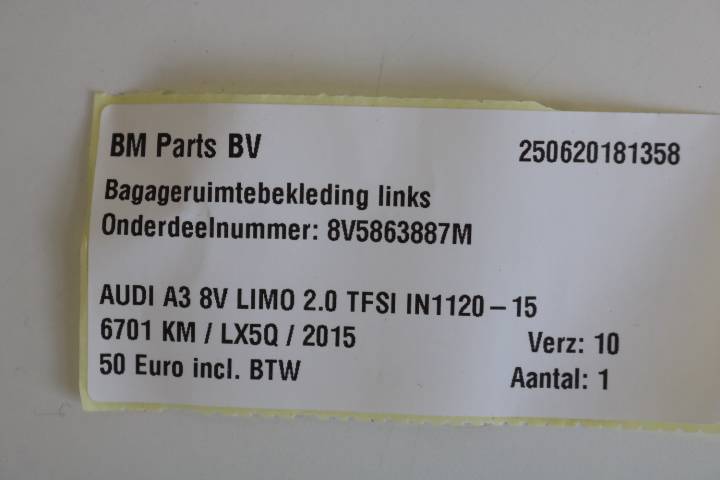 BM Parts BV 250620181358
Bagageruimtebekleding links
Onderdeelnummer: 8V5863887M
AUDI A3 8V LIMO 2.0 TFSI IN1120 – 15
6701 KM / LX5Q / 2015 Verz: 10
50 Euro incl. BTW Aantal: 1